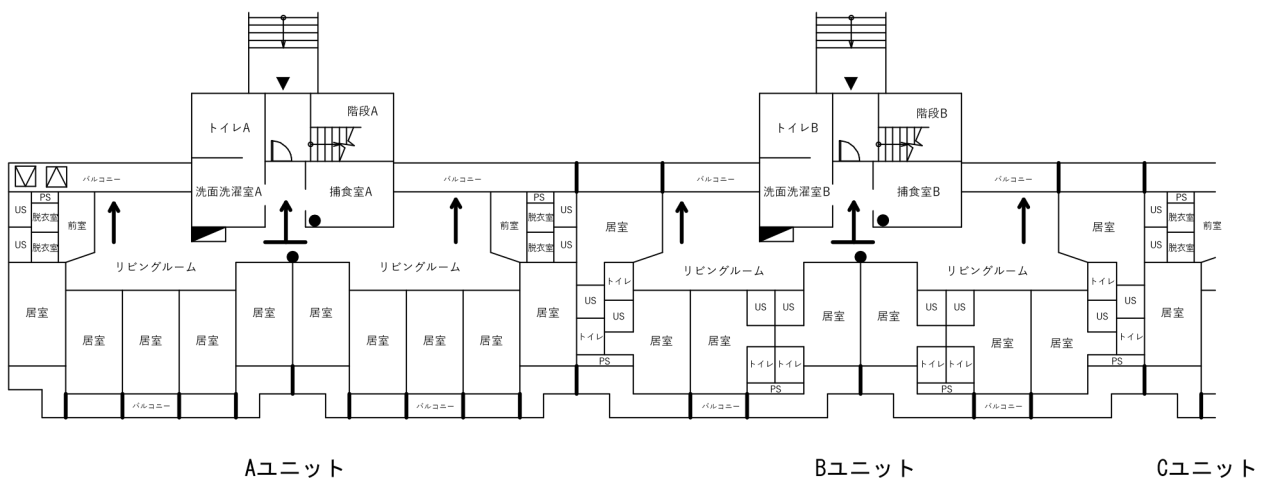 階段A
トイレA
階段B
トイレB
バルコニー
バルコニー
バルコニー
バルコニー
洗面洗濯室A
捕食室A
洗面洗濯室B
捕食室B
PS
US
脱衣室
前室
US
脱衣室
PS
前室
脱衣室
US
脱衣室
US
居室
居室
PS
US
脱衣室
前室
US
脱衣室
リビングルーム
リビングルーム
リビングルーム
リビングルーム
トイレ
US
US
トイレ
PS
トイレ
US
US
トイレ
PS
居室
居室
居室
居室
居室
居室
居室
居室
居室
居室
居室
居室
US
US
トイレ
トイレ
PS
居室
居室
US
US
トイレ
トイレ
PS
居室
居室
居室
バルコニー
バルコニー
バルコニー
バルコニー
Aユニット
Bユニット
Cユニット